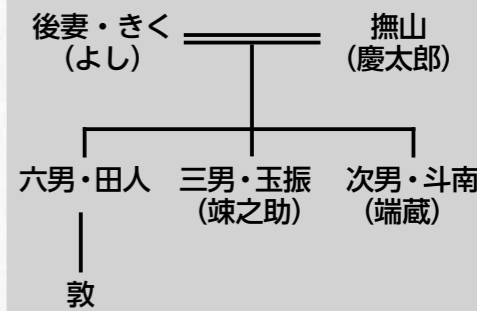 後妻・きく
(よし)
撫山
(慶太郎)
六男・田人
三男・玉振
(竦之助)
次男・斗南
(端蔵)
敦